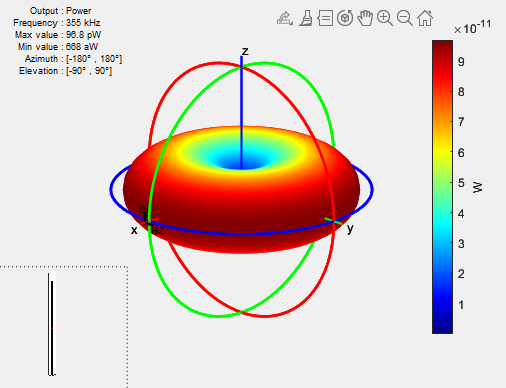 Output : Power
Frequency : 355 kHz
Max value : 96.8 pW
Min value : 668 aW
Azimuth : [-180° , 180°]
Elevation : [-90° , 90°]
×10-11
z
9
8
7
6
5
4
3
2
1
W
x
az
y